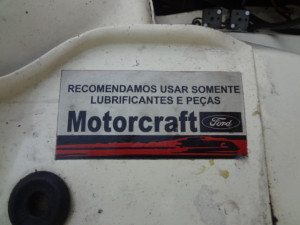 RECOMENDAMOS USAR SOMENTE
LUBRIFICANTES E PEÇAS
Motorcraft Ford